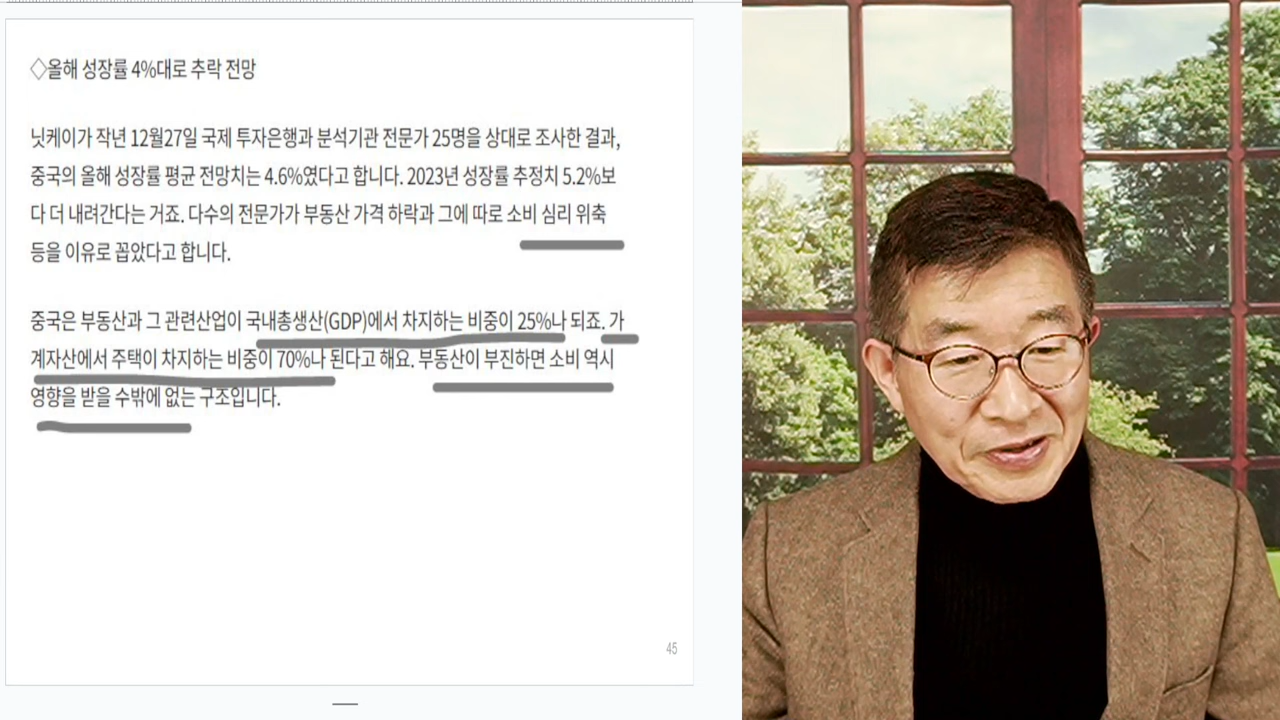 ◇올해 성장률 4%대로 추락 전망
닛케이가 작년 12월27일 국제 투자은행과 분석기관 전문가 25명을 상대로 조사한 결과,
중국의 올해 성장률 평균 전망치는 4.6%였다고 합니다. 2023년 성장률 추정치 5.2%보
다 더 내려간다는 거죠. 다수의 전문가가 부동산 가격 하락과 그에 따로 소비 심리 위축
등을 이유로 꼽았다고 합니다.
중국은 부동산과 그 관련산업이 국내총생산(GDP)에서 차지하는 비중이 25%나 되죠. 가
계자산에서 주택이 차지하는 비중이 70%나 된다고 해요. 부동산이 부진하면 소비 역시
영향을 받을 수밖에 없는 구조입니다.
45